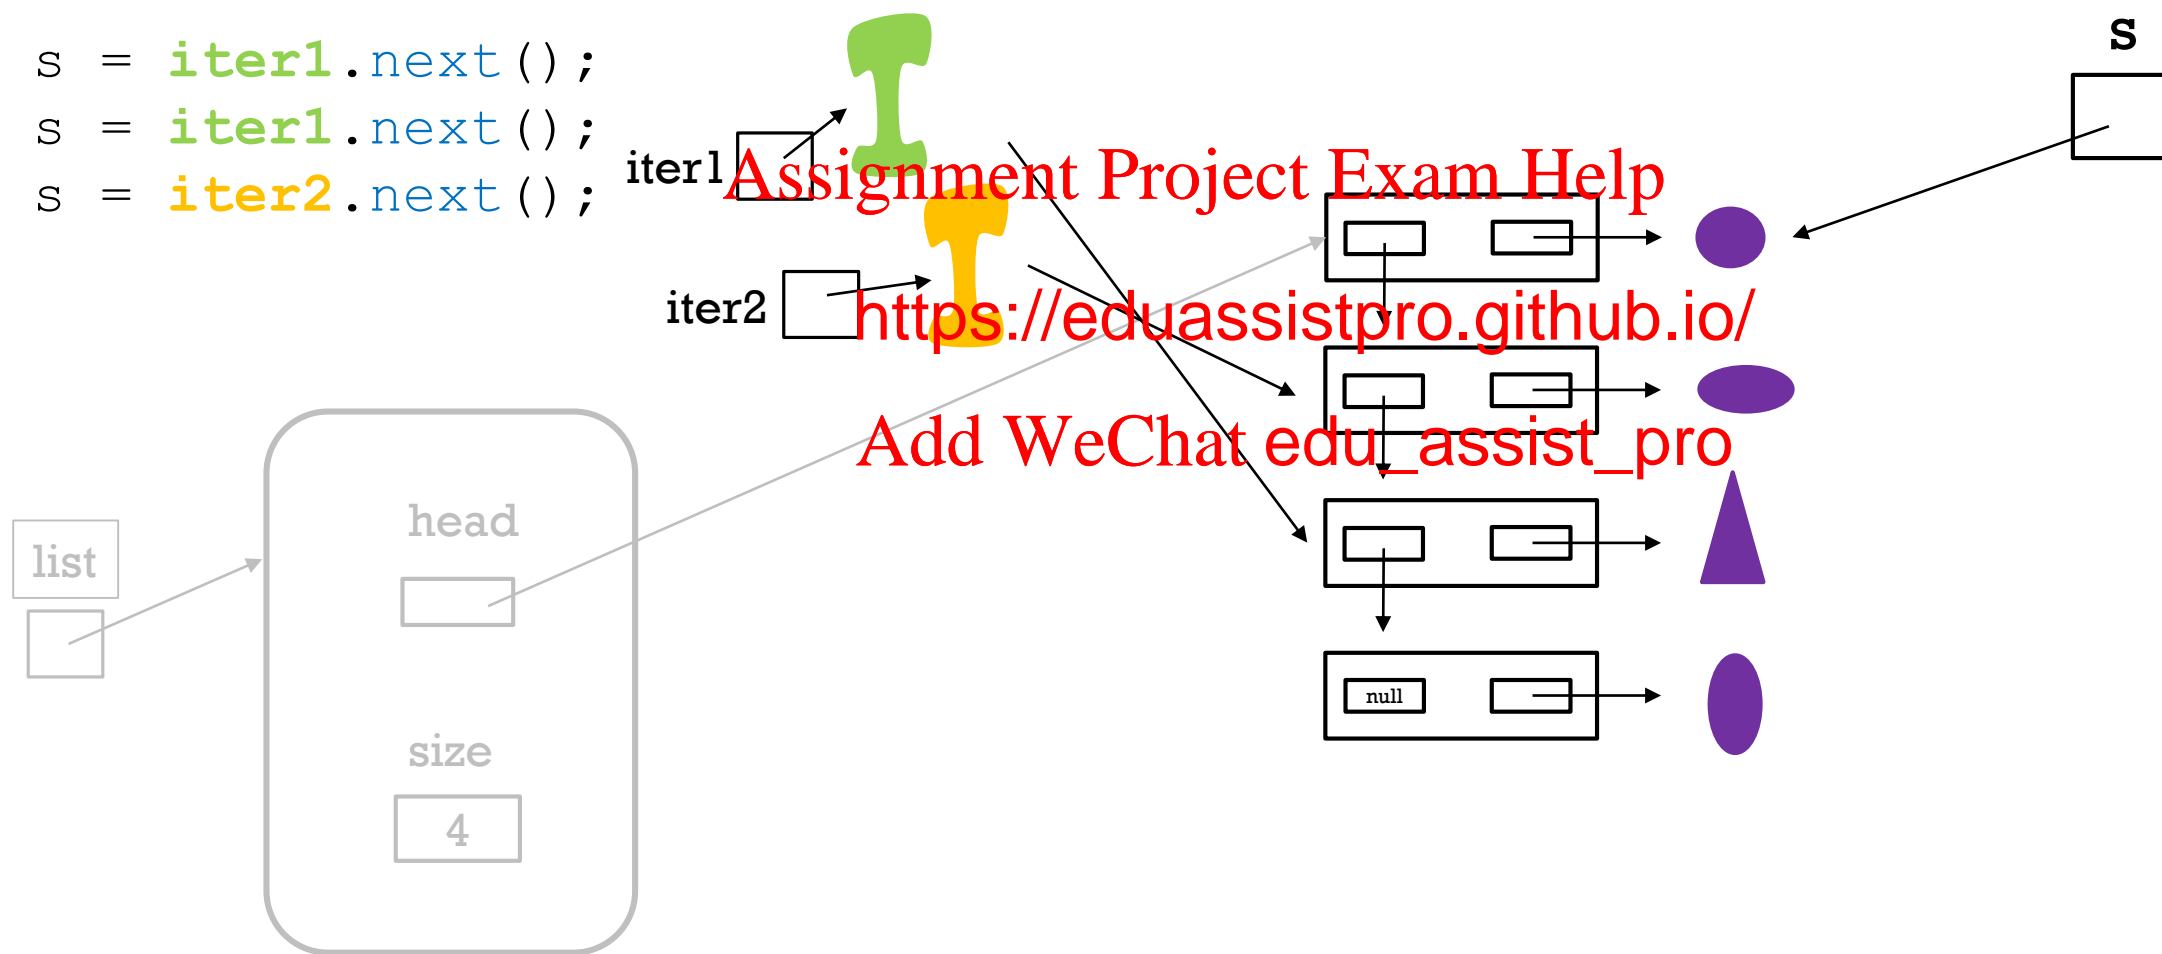 s = iter1.next();
s = iter1.next();
s = iter2.next();
s
iter1
Assignment Project Exam Help
iter2
https://eduassistpro.github.io/
Add WeChat edu_assist_pro
list
head
size
4
null